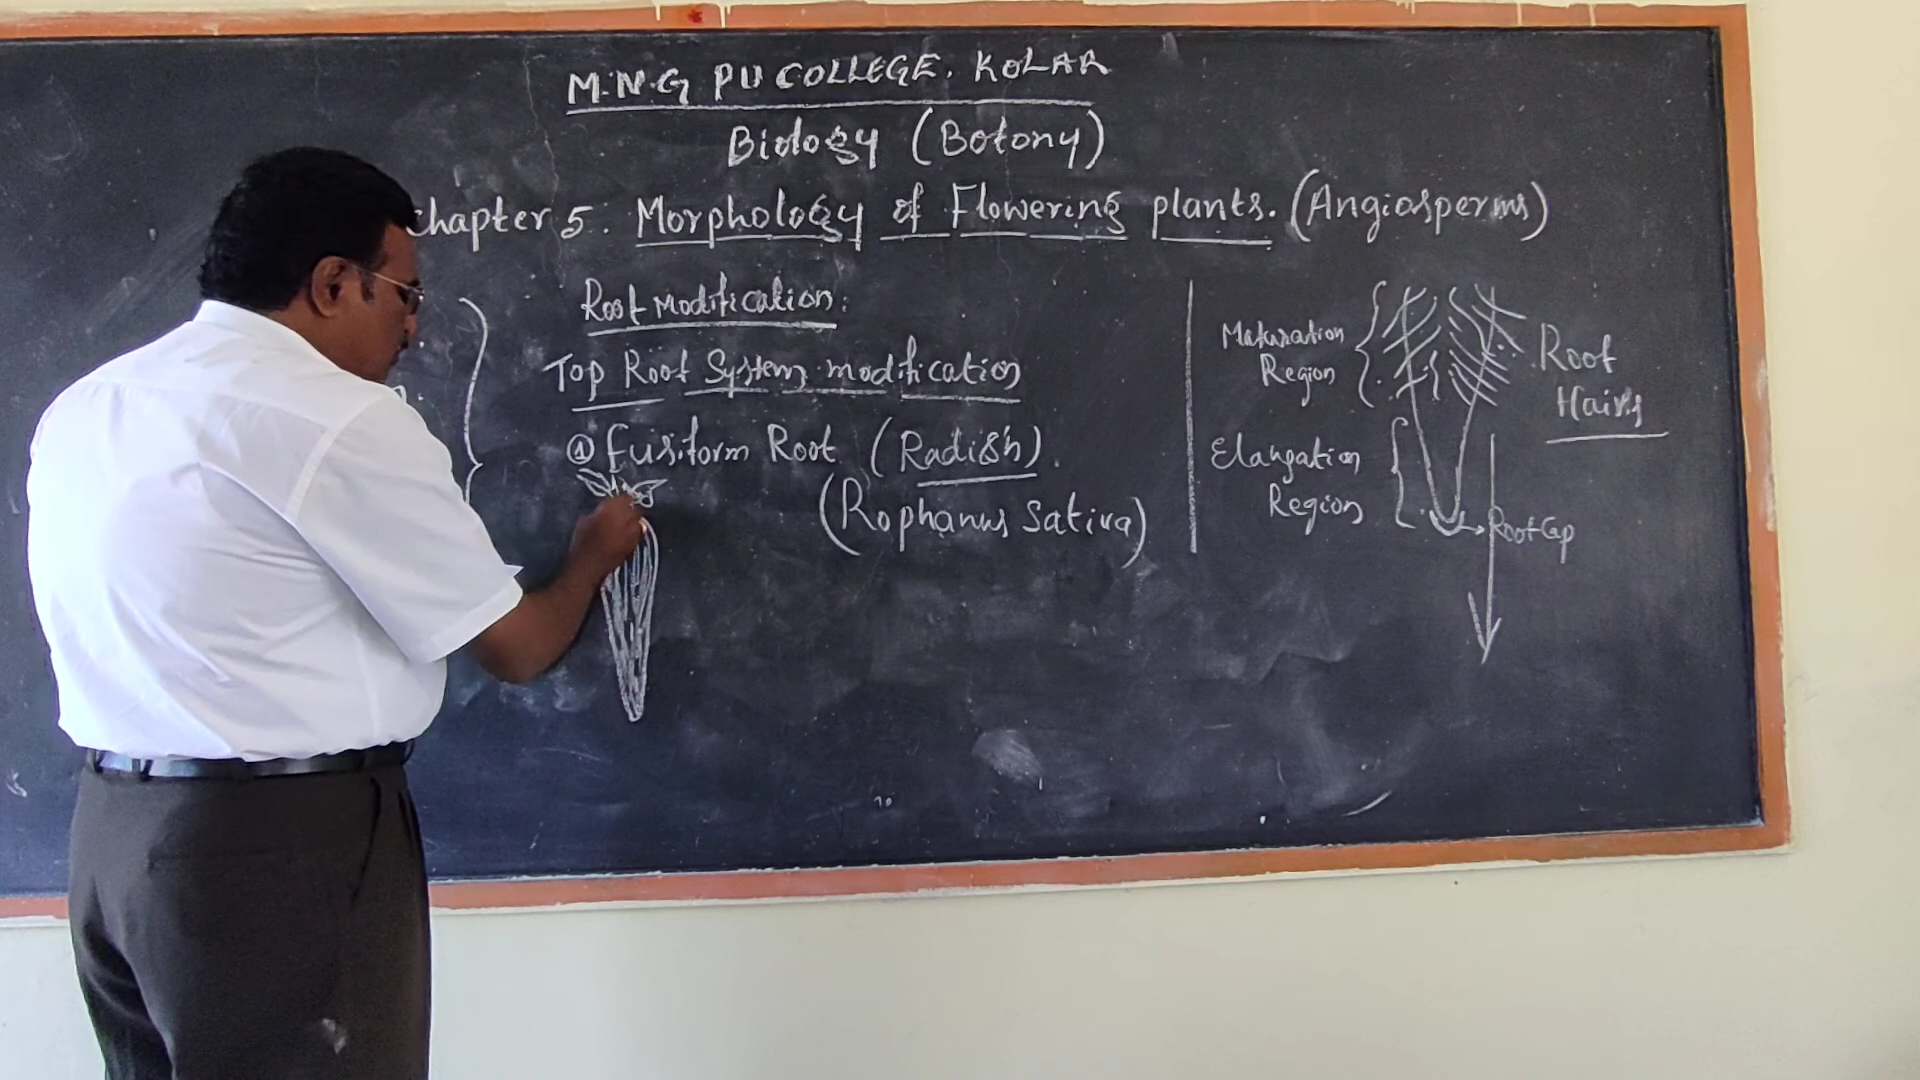 M.N.G PU COLLEGE. KOLAR
Biology (Botony)
Chapter 5. Morphology of Flowering plants. (Angiosperms)
Root Modification:
Top Root System modification
① Fusiform Root (Radish).
(Rophanus Sativa)
Maturation
Region
Root
Hairs
Elangation
Region
Root Cap